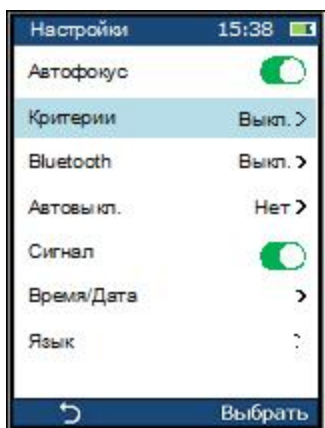 Настройки 15:38
Автофокус
Критерии Выкл. >
Bluetooth Выкл. >
Автовыкл. Нет >
Сигнал
Время/Дата >
Язык
Выбрать